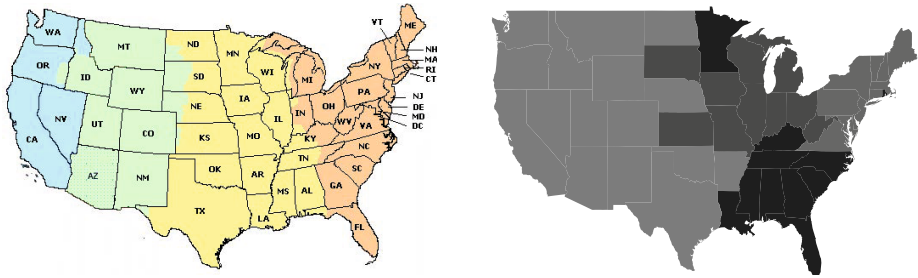 VT
ME
WA
MT
ND
MN
NH
OR
ID
SD
WI
NY
MA
MI
RI
WY
CT
IA
PA
NE
NJ
NV
IL
IN
OH
DE
UT
CO
WV
VA
MD
CA
KS
MO
KY
DC
NC
TN
AZ
NM
OK
AR
SC
MS
AL
GA
TX
LA
FL